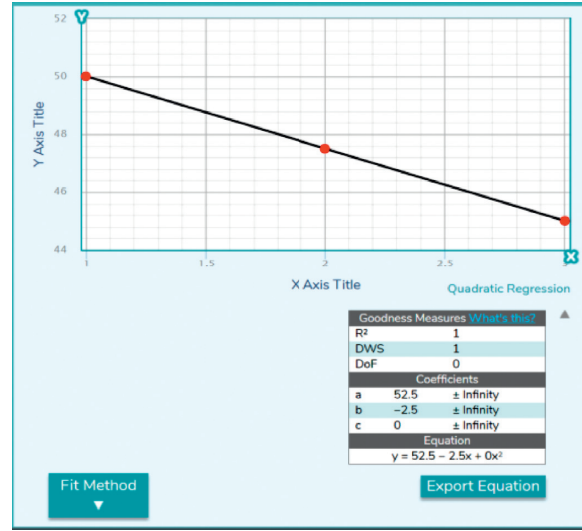 52
Y
50
48
46
44
Y Axis Title
1 1.5 2 2.5
X
X Axis Title
Quadratic Regression
Goodness Measures What's this?
R² 1
DWS 1
DoF 0
Coefficients
a 52.5 ± Infinity
b −2.5 ± Infinity
c 0 ± Infinity
Equation
y = 52.5 − 2.5x + 0x²
Fit Method
Export Equation